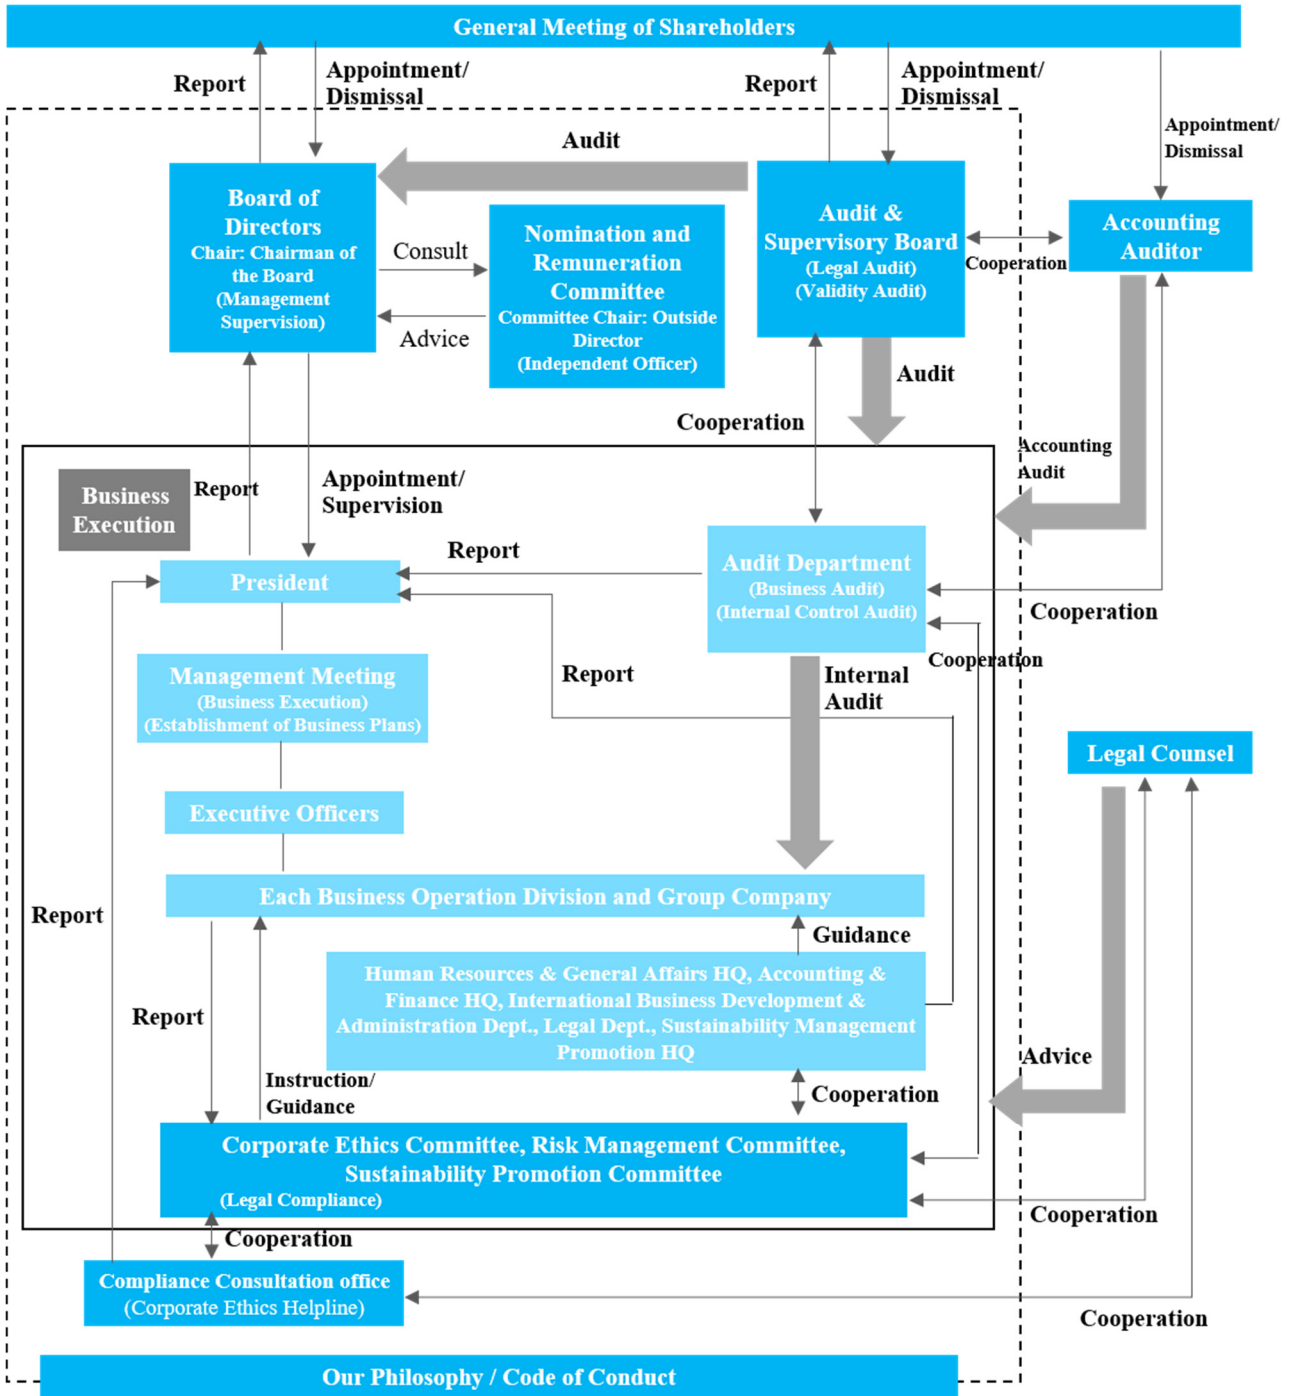 General Meeting of Shareholders
Report
Appointment/
Dismissal
Report
Appointment/
Dismissal
Appointment/
Dismissal
Audit
Board of
Directors
Chair: Chairman of
the Board
(Management
Supervision)
Consult
Advice
Nomination and
Remuneration
Committee
Committee Chair: Outside
Director
(Independent Officer)
Audit &
Supervisory Board
(Legal Audit)
(Validity Audit)
Cooperation
Accounting
Auditor
Audit
Cooperation
Accounting
Audit
Business
Execution
Report
Appointment/
Supervision
Report
Audit Department
(Business Audit)
(Internal Control Audit)
Cooperation
President
Cooperation
Report
Internal
Audit
Management Meeting
(Business Execution)
(Establishment of Business Plans)
Legal Counsel
Executive Officers
Each Business Operation Division and Group Company
Report
Guidance
Human Resources & General Affairs HQ, Accounting &
Finance HQ, International Business Development &
Administration Dept., Legal Dept., Sustainability Management
Promotion HQ
Report
Advice
Instruction/
Guidance
Cooperation
Corporate Ethics Committee, Risk Management Committee,
Sustainability Promotion Committee
(Legal Compliance)
Cooperation
Cooperation
Compliance Consultation office
(Corporate Ethics Helpline)
Cooperation
Our Philosophy / Code of Conduct